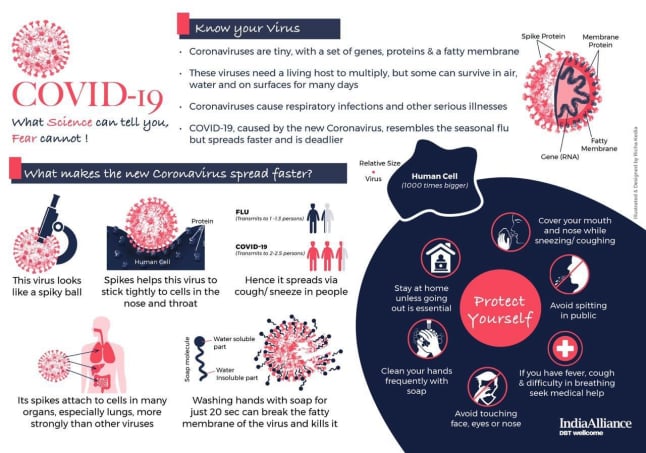 COVID-19
What Science can tell you,
Fear cannot !
Know your Virus
• Coronaviruses are tiny, with a set of genes, proteins & a fatty membrane
• These viruses need a living host to multiply, but some can survive in air,
water and on surfaces for many days
• Coronaviruses cause respiratory infections and other serious illnesses
• COVID-19, caused by the new Coronavirus, resembles the seasonal flu
but spreads faster and is deadlier
Spike Protein
Membrane
Protein
Fatty
Membrane
Gene (RNA)
Illustrated & Designed by Richa Kedia
What makes the new Coronavirus spread faster?
This virus looks
like a spiky ball
Protein
Human Cell
Spikes helps this virus to
stick tightly to cells in the
nose and throat
FLU
(Transmits to 1 -1.5 persons)
COVID-19
(Transmits to 2-2.5 persons)
Hence it spreads via
cough/ sneeze in people
Its spikes attach to cells in many
organs, especially lungs, more
strongly than other viruses
Soap molecule
Water soluble
part
Water
Insoluble part
Washing hands with soap for
just 20 sec can break the fatty
membrane of the virus and kills it
Relative Size
Virus
Human Cell
(1000 times bigger)
Protect
Yourself
Cover your mouth
and nose while
sneezing/ coughing
Avoid spitting
in public
If you have fever, cough
& difficulty in breathing
seek medical help
Avoid touching
face, eyes or nose
Clean your hands
frequently with
soap
Stay at home
unless going
out is essential
IndiaAlliance
DBT wellcome